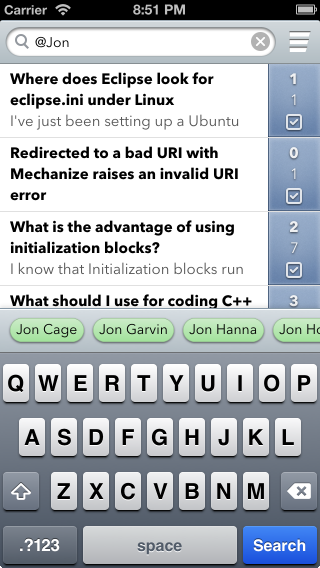 Carrier 8:51 PM
@Jon
Where does Eclipse look for
eclipse.ini under Linux
I've just been setting up a Ubuntu
1
1
Redirected to a bad URI with
Mechanize raises an invalid URI
error
0
1
What is the advantage of using
initialization blocks?
I know that Initialization blocks run
2
7
What should I use for coding C++
3
Jon Cage Jon Garvin Jon Hanna Jon Ho
Q W E R T Y U I O P
A S D F G H J K L
Z X C V B N M
.?123 space Search